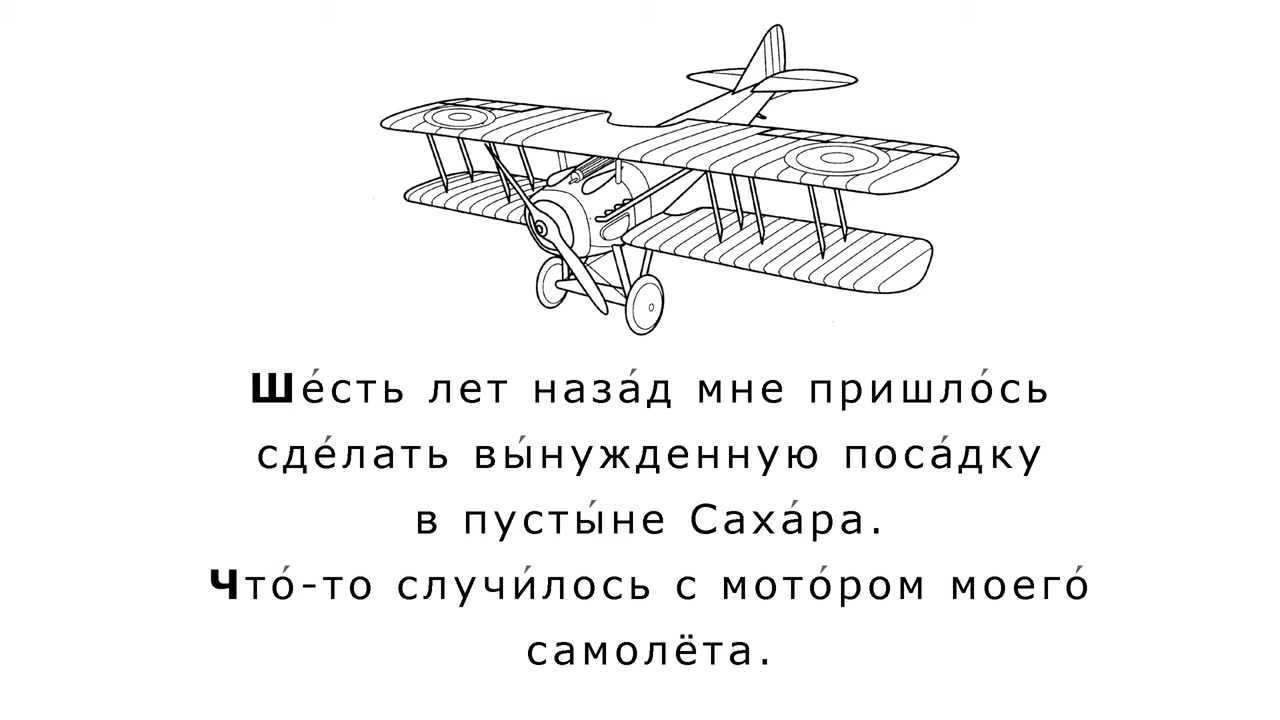 Ше́сть лет наза́д мне пришло́сь
сде́лать вы́нужденную поса́дку
в пусты́не Саха́ра.
Что́-то случи́лось с мото́ром моего́
самолёта.